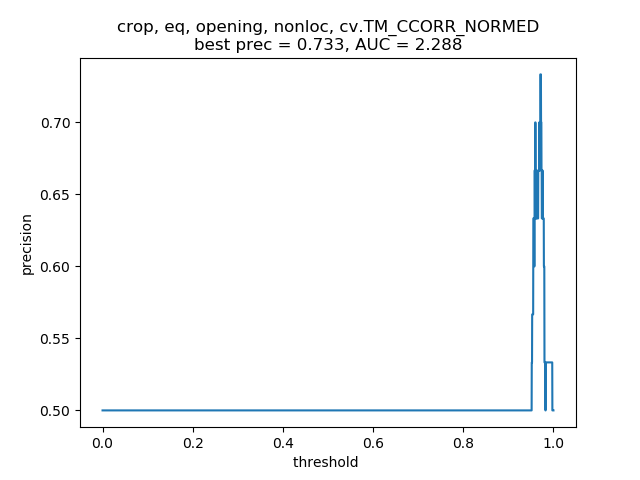 crop, eq, opening, nonloc, cv.TM_CCORR_NORMED
best prec = 0.733, AUC = 2.288
0.70
0.65
0.60
0.55
0.50
precision
0.0 0.2 0.4 0.6 0.8 1.0
threshold